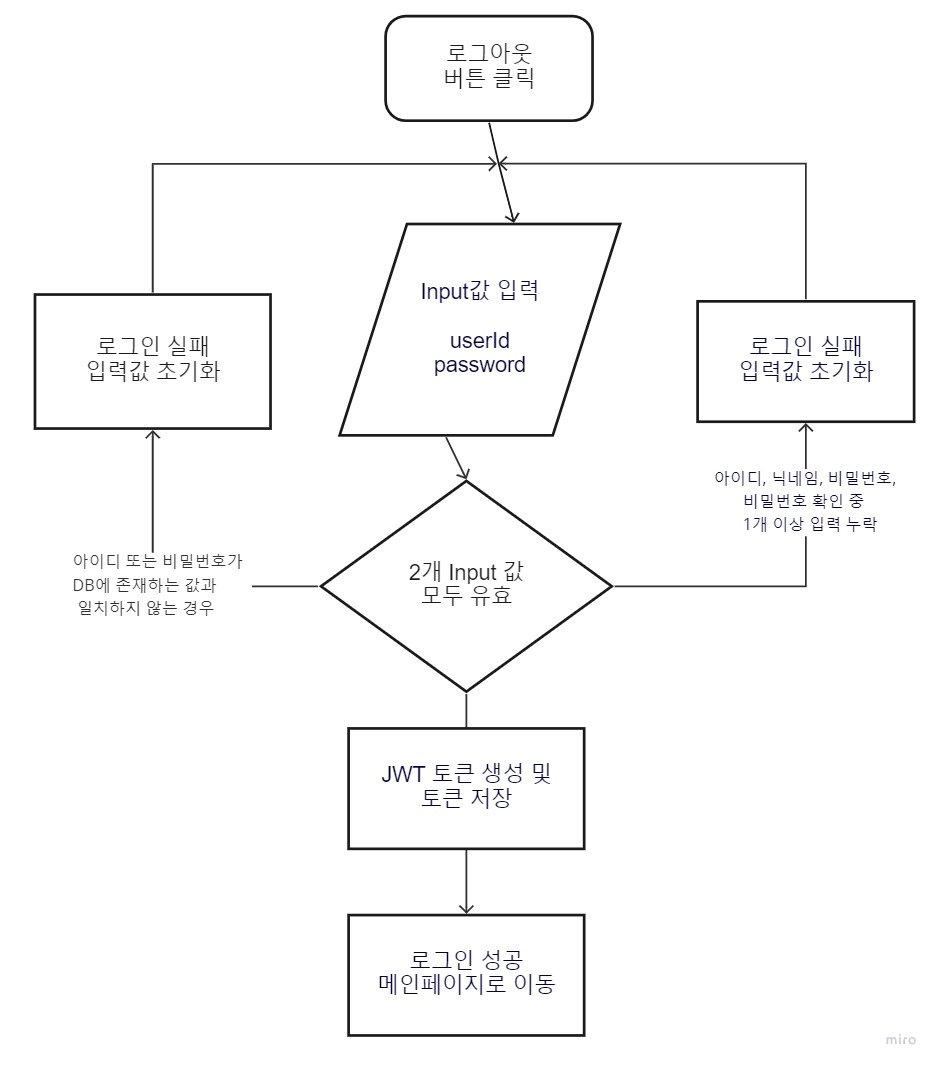 로그아웃
버튼 클릭
Input값 입력
userId
password
로그인 실패
입력값 초기화
로그인 실패
입력값 초기화
아이디, 닉네임, 비밀번호,
비밀번호 확인 중
1개 이상 입력 누락
아이디 또는 비밀번호가
DB에 존재하는 값과
일치하지 않는 경우
2개 Input 값
모두 유효
JWT 토큰 생성 및
토큰 저장
로그인 성공
메인페이지로 이동
miro